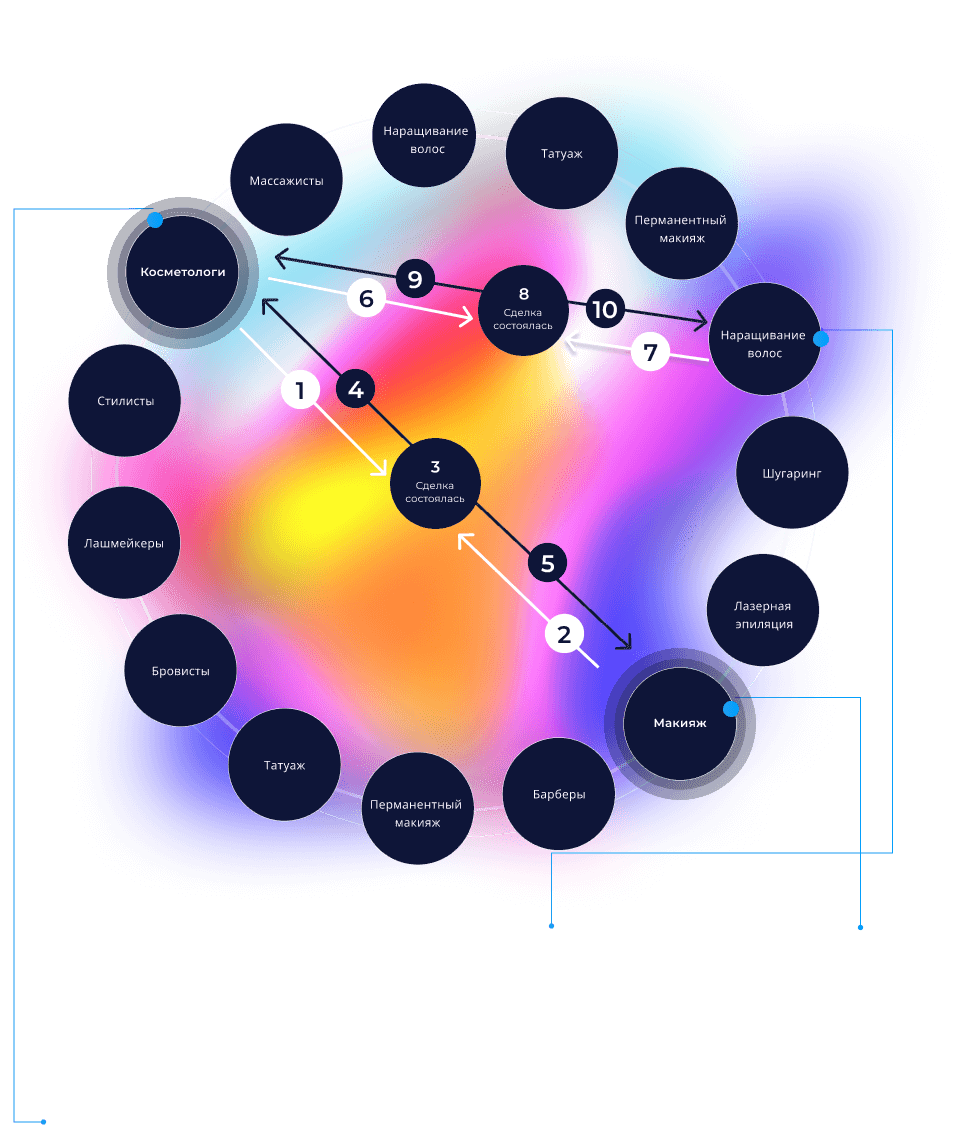 Наращивание
волос
Татуаж
Массажисты
Перманентный
макияж
Косметологи
9
6
8
Сделка
состоялась
10
7
Наращивание
волос
1
4
Стилисты
3
Сделка
состоялась
Шугаринг
Лашмейкеры
5
2
Лазерная
эпиляция
Бровисты
Макияж
Татуаж
Барберы
Перманентный
макияж